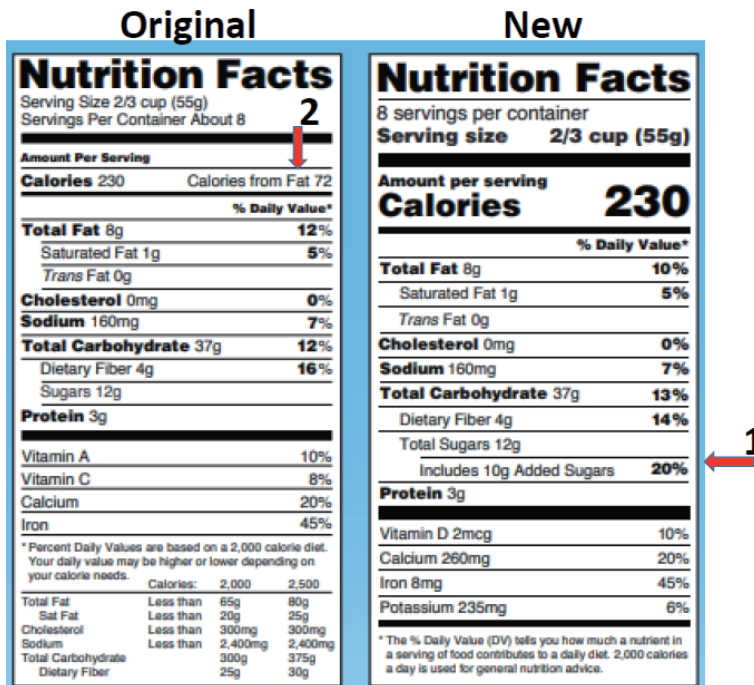 Original
Nutrition Facts
Serving Size 2/3 cup (55g)
Servings Per Container About 8
2
Amount Per Serving
Calories 230 Calories from Fat 72
% Daily Value*
Total Fat 8g 12%
Saturated Fat 1g 5%
Trans Fat 0g
Cholesterol 0mg 0%
Sodium 160mg 7%
Total Carbohydrate 37g 12%
Dietary Fiber 4g 16%
Sugars 12g
Protein 3g
Vitamin A 10%
Vitamin C 8%
Calcium 20%
Iron 45%
* Percent Daily Values are based on a 2,000 calorie diet.
Your daily value may be higher or lower depending on
your calorie needs.
Calories: 2,000 2,500
Total Fat Less than 65g 80g
Sat Fat Less than 20g 25g
Cholesterol Less than 300mg 300mg
Sodium Less than 2,400mg 2,400mg
Total Carbohydrate 300g 375g
Dietary Fiber 25g 30g
New
Nutrition Facts
8 servings per container
Serving size 2/3 cup (55g)
Amount per serving
Calories 230
% Daily Value*
Total Fat 8g 10%
Saturated Fat 1g 5%
Trans Fat 0g
Cholesterol 0mg 0%
Sodium 160mg 7%
Total Carbohydrate 37g 13%
Dietary Fiber 4g 14%
Total Sugars 12g
1
Includes 10g Added Sugars 20%
Protein 3g
Vitamin D 2mcg 10%
Calcium 260mg 20%
Iron 8mg 45%
Potassium 235mg 6%
* The % Daily Value (DV) tells you how much a nutrient in
a serving of food contributes to a daily diet. 2,000 calories
a day is used for general nutrition advice.